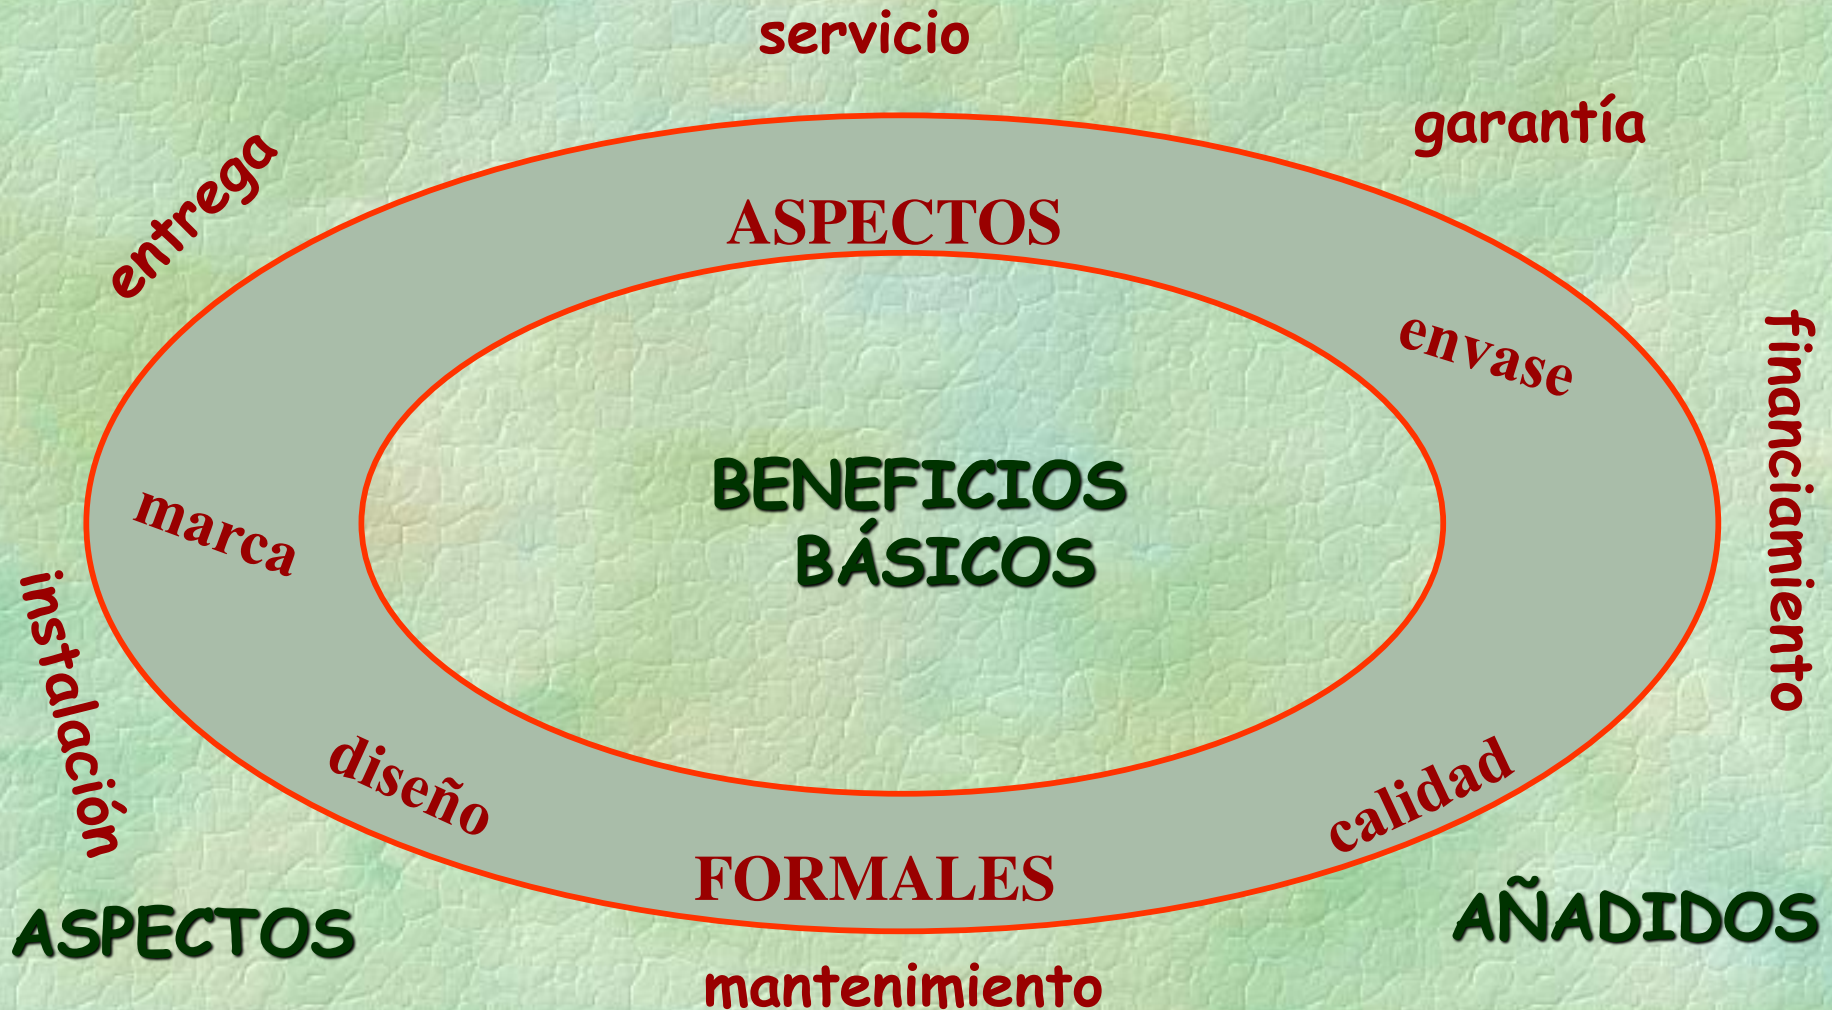 servicio
garantía
entrega
ASPECTOS
envase
financiamiento
BENEFICIOS
BÁSICOS
marca
instalación
diseño
calidad
FORMALES
ASPECTOS
AÑADIDOS
mantenimiento